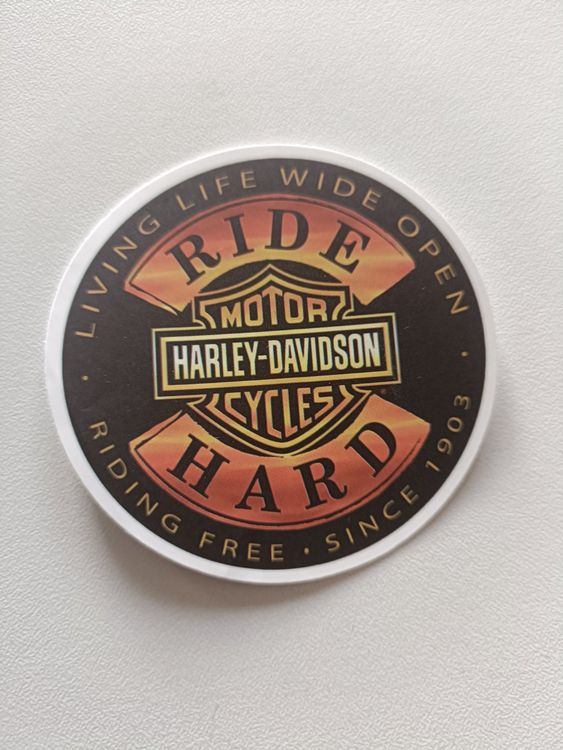 LIVING LIFE WIDE OPEN
RIDE
MOTOR
HARLEY-DAVIDSON
CYCLES
HARD
RIDING FREE · SINCE 1903